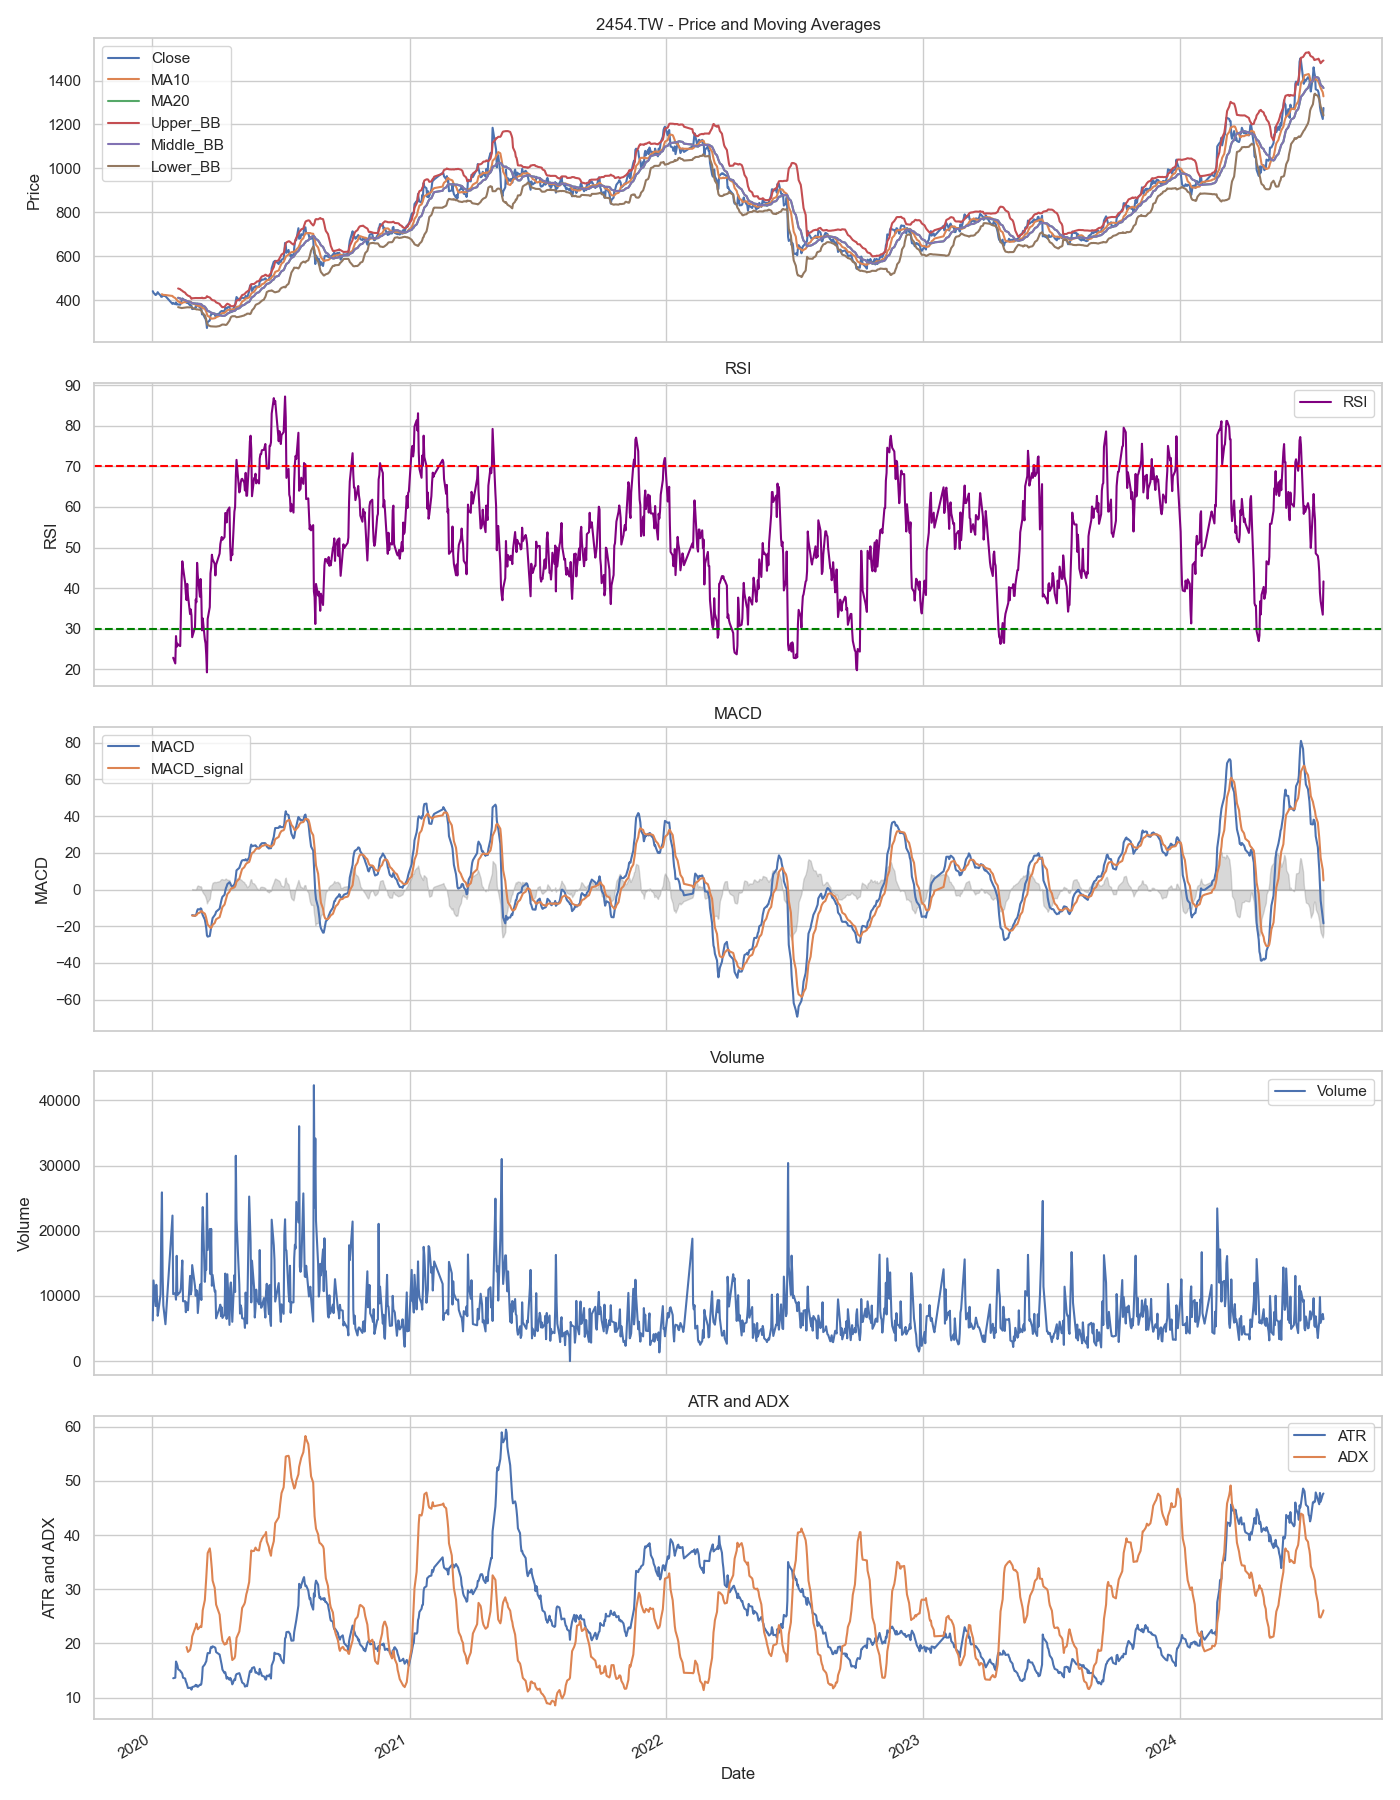 2454.TW - Price and Moving Averages
Close
MA10
MA20
Upper_BB
Middle_BB
Lower_BB
Price
1400
1200
1000
800
600
400
RSI
RSI
RSI
90
80
70
60
50
40
30
20
MACD
MACD
MACD_signal
MACD
80
60
40
20
0
−20
−40
−60
Volume
Volume
Volume
40000
30000
20000
10000
0
ATR and ADX
ATR
ADX
ATR and ADX
60
50
40
30
20
10
2020
2021
2022
2023
2024
Date